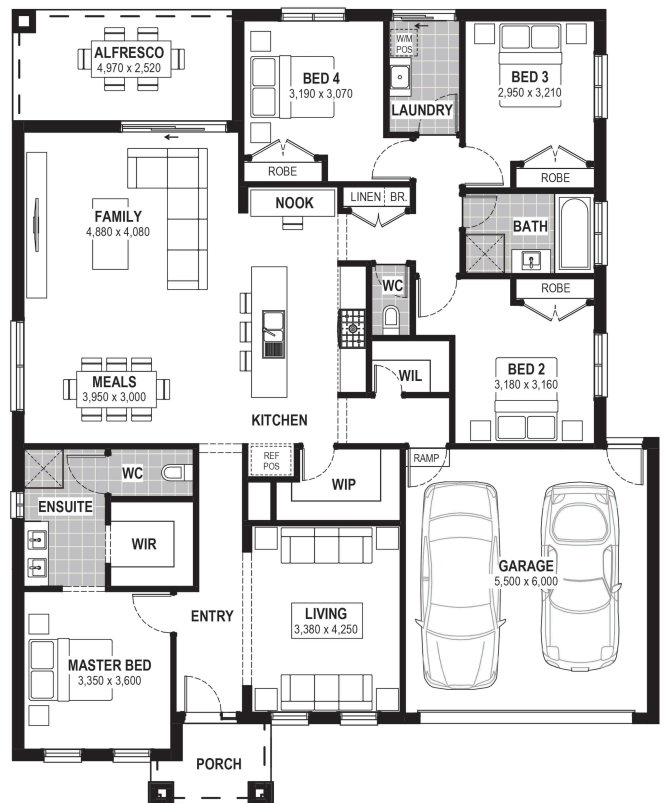 ALFRESCO
4,970 x 2,520
BED 4
3,190 x 3,070
W/M
POS
LAUNDRY
BED 3
2,950 x 3,210
ROBE
ROBE
FAMILY
4,880 x 4,080
NOOK
LINEN
BR.
BATH
WC
ROBE
MEALS
3,950 x 3,000
WIL
BED 2
3,180 x 3,160
KITCHEN
REF
POS
WC
WIP
RAMP
ENSUITE
WIR
GARAGE
5,500 x 6,000
ENTRY
LIVING
3,380 x 4,250
MASTER BED
3,350 x 3,600
PORCH